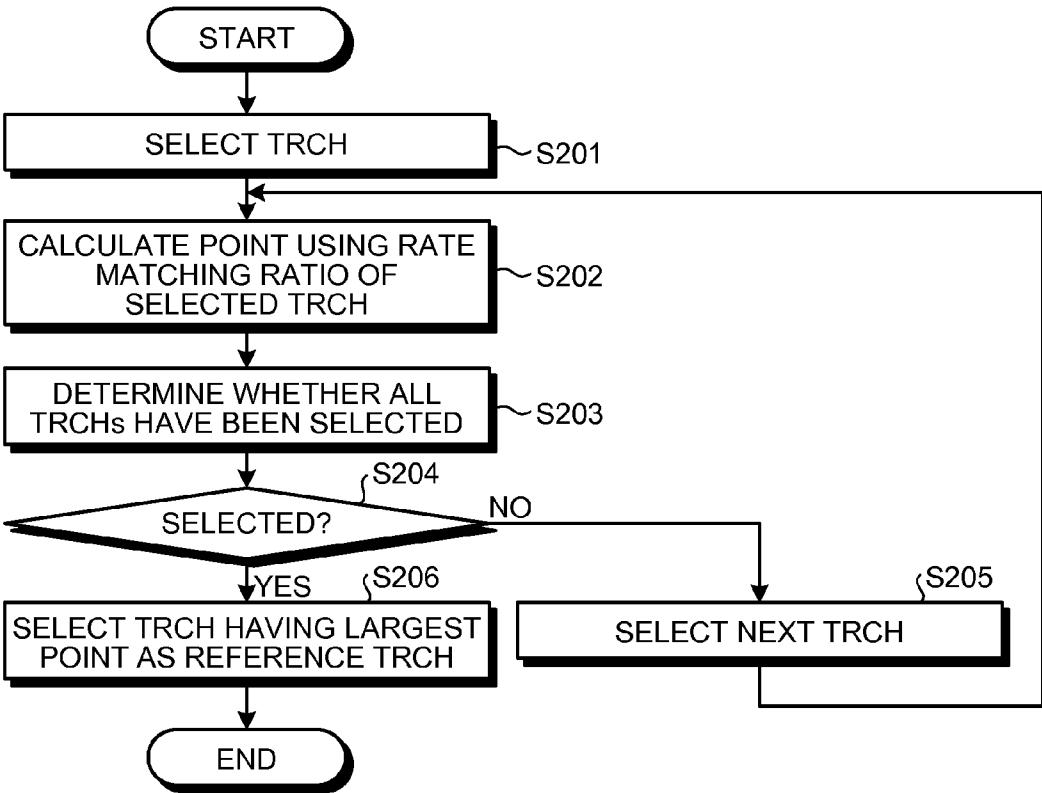 START
SELECT TRCH
S201
CALCULATE POINT USING RATE
MATCHING RATIO OF
SELECTED TRCH
S202
DETERMINE WHETHER ALL
TRCHs HAVE BEEN SELECTED
S203
S204
SELECTED?
NO
YES
S206
SELECT TRCH HAVING LARGEST
POINT AS REFERENCE TRCH
S205
SELECT NEXT TRCH
END